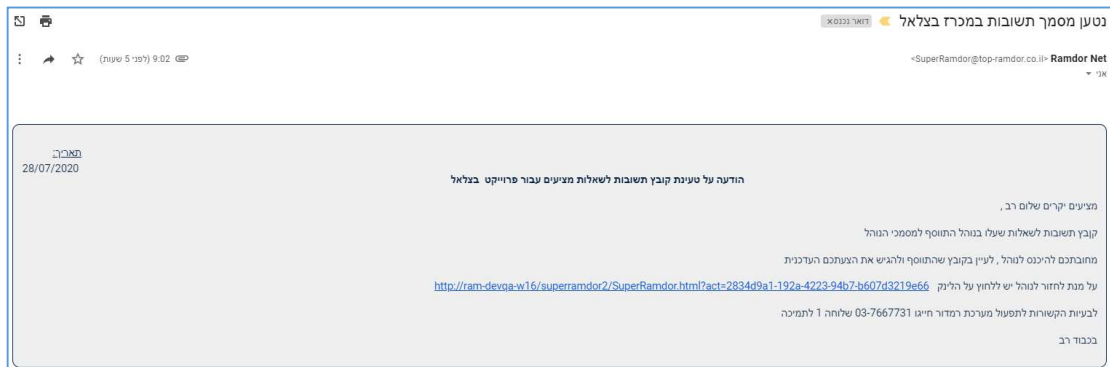 נטען מסמך תשובות במכרז בצלאל דואר נכנס x
Ramdor Net <SuperRamdor@top-ramdor.co.il>
9:02 (לפני 5 שעות)
אני
תאריך:
28/07/2020
הודעה על טעינת קובץ תשובות לשאלות מציעים עבור פרוייקט בצלאל
מציעים יקרים שלום רב ,
קןבץ תשובות לשאלות שעלו בנוהל התווסף למסמכי הנוהל
מחובתכם להיכנס לנוהל , לעיין בקובץ שהתווסף ולהגיש את הצעתכם העדכנית
על מנת לחזור לנוהל יש ללחוץ על הלינק http://ram-devqa-w16/superramdor2/SuperRamdor.html?act=2834d9a1-192a-4223-94b7-b607d3219e66
לבעיות הקשורות לתפעול מערכת רמדור חייגו 03-7667731 שלוחה 1 לתמיכה
בכבוד רב